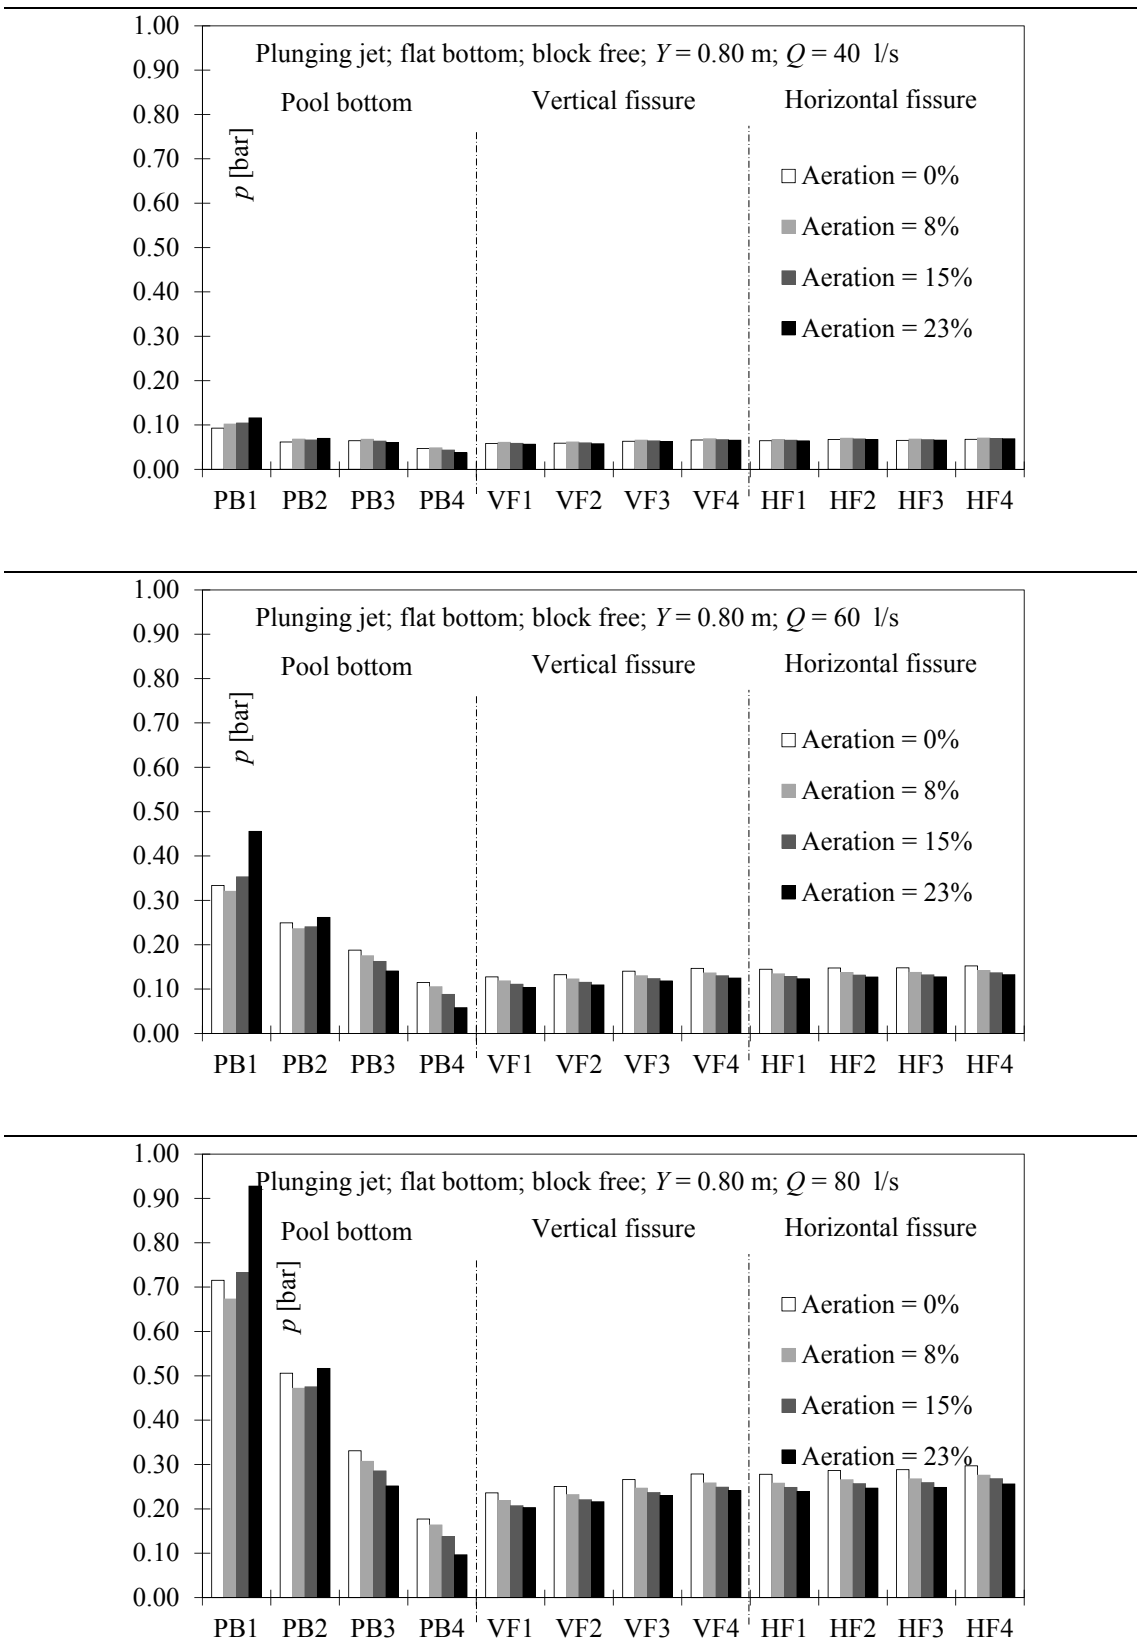 1.00
Plunging jet; flat bottom; block free; Y = 0.80 m; Q = 40 l/s
0.90
Pool bottom Vertical fissure Horizontal fissure
0.80
p [bar]
0.70
Aeration = 0%
0.60
Aeration = 8%
0.50
Aeration = 15%
0.40
Aeration = 23%
0.30
0.20
0.10
0.00
PB1 PB2 PB3 PB4 VF1 VF2 VF3 VF4 HF1 HF2 HF3 HF4
1.00
Plunging jet; flat bottom; block free; Y = 0.80 m; Q = 60 l/s
0.90
Pool bottom Vertical fissure Horizontal fissure
0.80
p [bar]
0.70
Aeration = 0%
0.60
Aeration = 8%
0.50
Aeration = 15%
0.40
Aeration = 23%
0.30
0.20
0.10
0.00
PB1 PB2 PB3 PB4 VF1 VF2 VF3 VF4 HF1 HF2 HF3 HF4
1.00
Plunging jet; flat bottom; block free; Y = 0.80 m; Q = 80 l/s
0.90
Pool bottom Vertical fissure Horizontal fissure
0.80
p [bar]
0.70
Aeration = 0%
0.60
Aeration = 8%
0.50
Aeration = 15%
0.40
Aeration = 23%
0.30
0.20
0.10
0.00
PB1 PB2 PB3 PB4 VF1 VF2 VF3 VF4 HF1 HF2 HF3 HF4